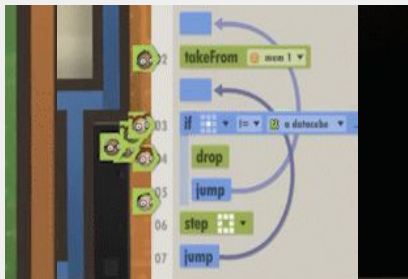 02 takeFrom mem 1
03 if != a datacube ...
04 drop
05 jump
06 step
07 jump